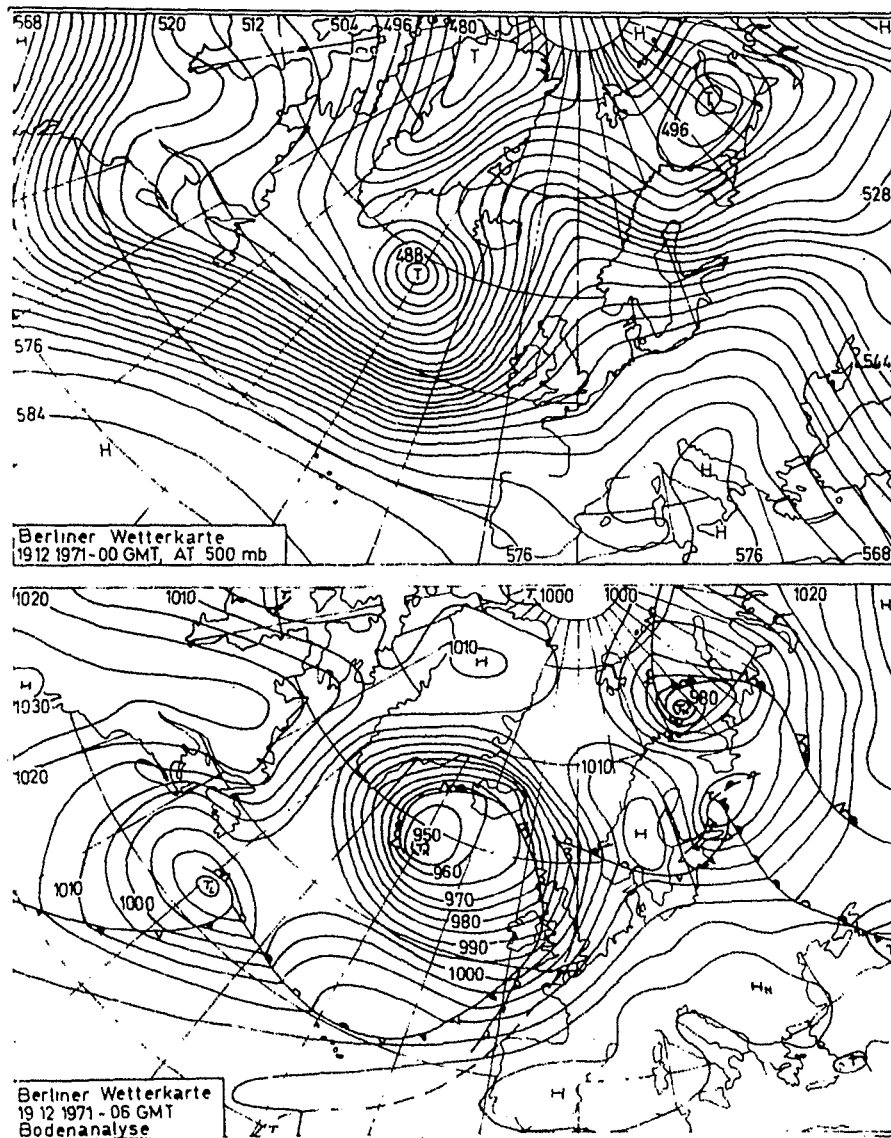 568 520 512 504 496 480
H H H
T
T
496
528
488
T
576
544
584
H
H
H
Berliner Wetterkarte
19 12 1971 - 00 GMT, AT 500 mb
576 576 568
1020 1010 T T 1000 1000 1020
H
1010
H
H
1030
980
1020
1010
950
H
960
1010
1000
970
980
990
1000
H
H
T
Berliner Wetterkarte
19 12 1971 - 06 GMT
Bodenanalyse
T